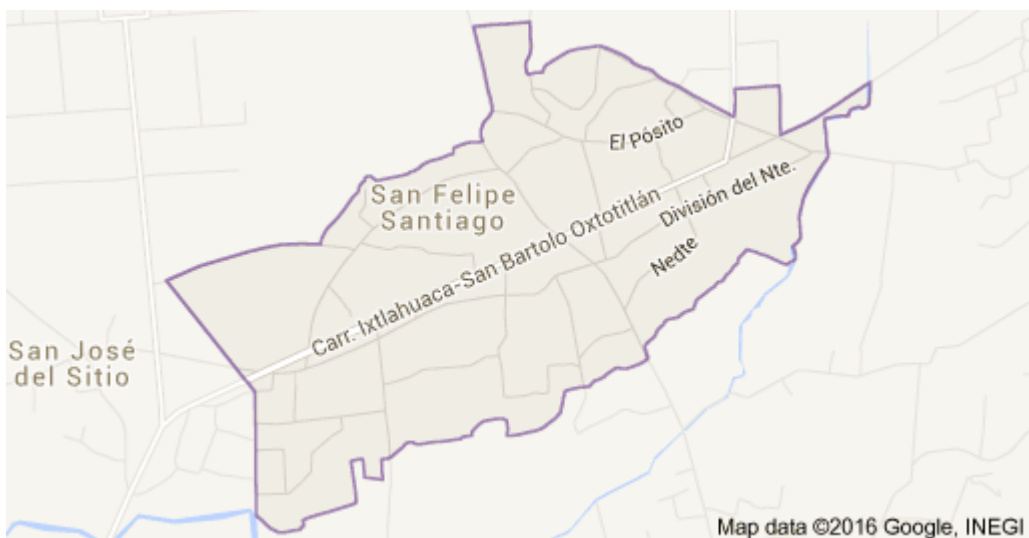 El Pósito
San Felipe
Santiago
División del Nte.
Carr. Ixtlahuaca-San Bartolo Oxtotitlán
Nedte
San José
del Sitio
Map data ©2016 Google, INEGI